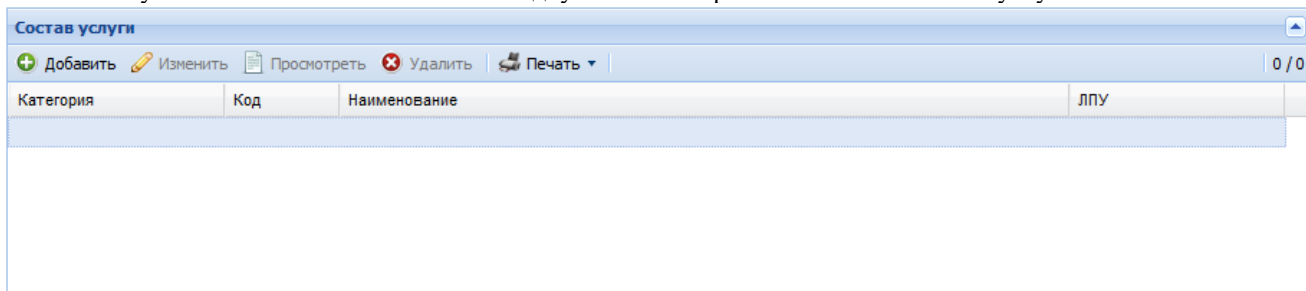 Состав услуги
Добавить Изменить Просмотреть Удалить Печать 0 / 0
Категория Код Наименование ЛПУ